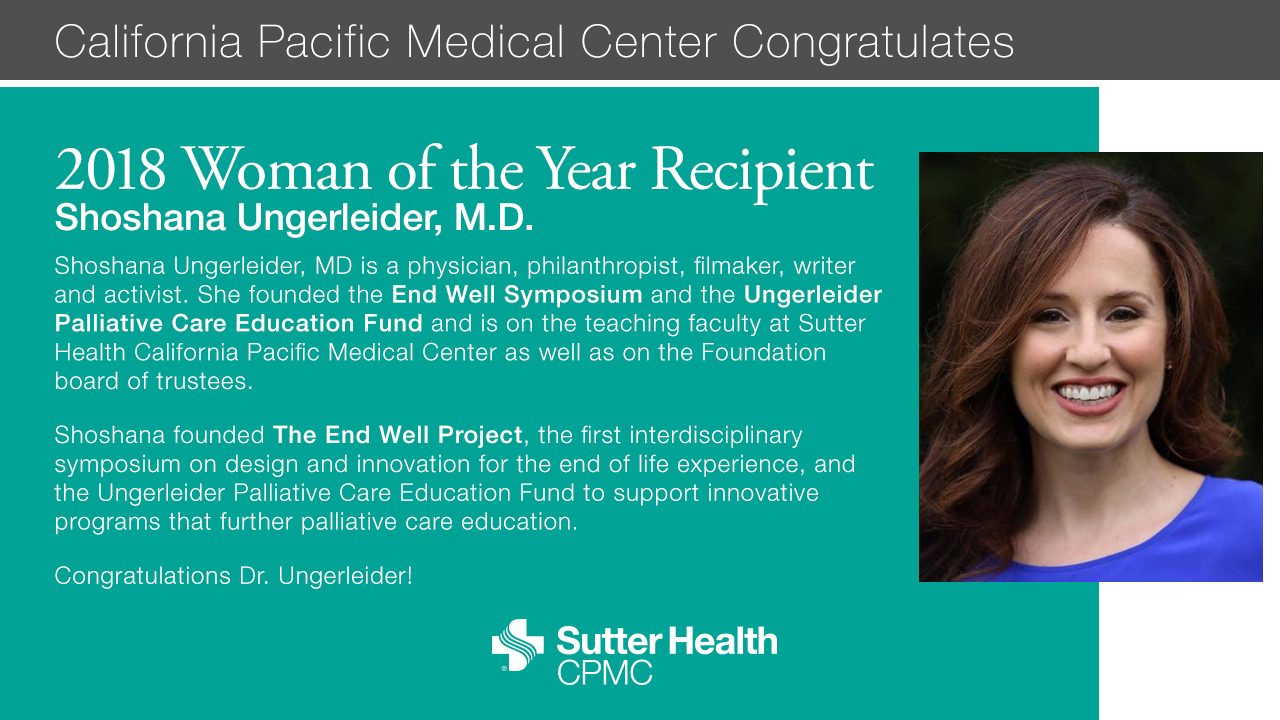 California Pacific Medical Center Congratulates
2018 Woman of the Year Recipient
Shoshana Ungerleider, M.D.
Shoshana Ungerleider, MD is a physician, philanthropist, filmaker, writer
and activist. She founded the End Well Symposium and the Ungerleider
Palliative Care Education Fund and is on the teaching faculty at Sutter
Health California Pacific Medical Center as well as on the Foundation
board of trustees.
Shoshana founded The End Well Project, the first interdisciplinary
symposium on design and innovation for the end of life experience, and
the Ungerleider Palliative Care Education Fund to support innovative
programs that further palliative care education.
Congratulations Dr. Ungerleider!
Sutter Health
® CPMC